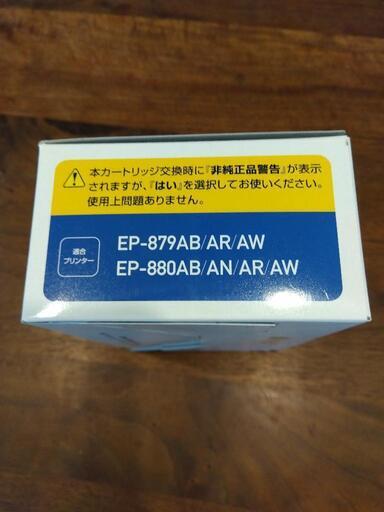 本カートリッジ交換時に『非純正品警告』が表示
されますが、『はい』を選択してお使いください。
使用上問題ありません。
適合
プリンター
EP-879AB/AR/AW
EP-880AB/AN/AR/AW